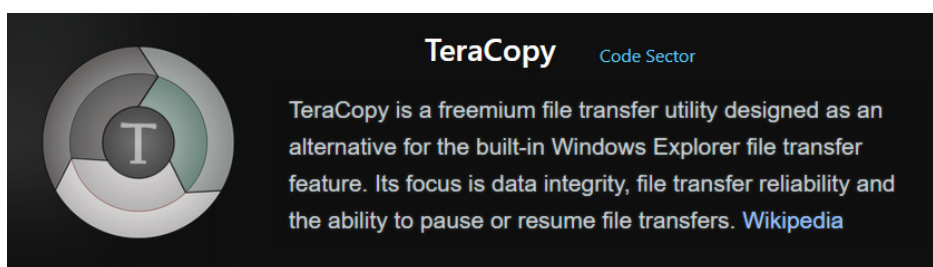 TeraCopy Code Sector
T
TeraCopy is a freemium file transfer utility designed as an
alternative for the built-in Windows Explorer file transfer
feature. Its focus is data integrity, file transfer reliability and
the ability to pause or resume file transfers. Wikipedia